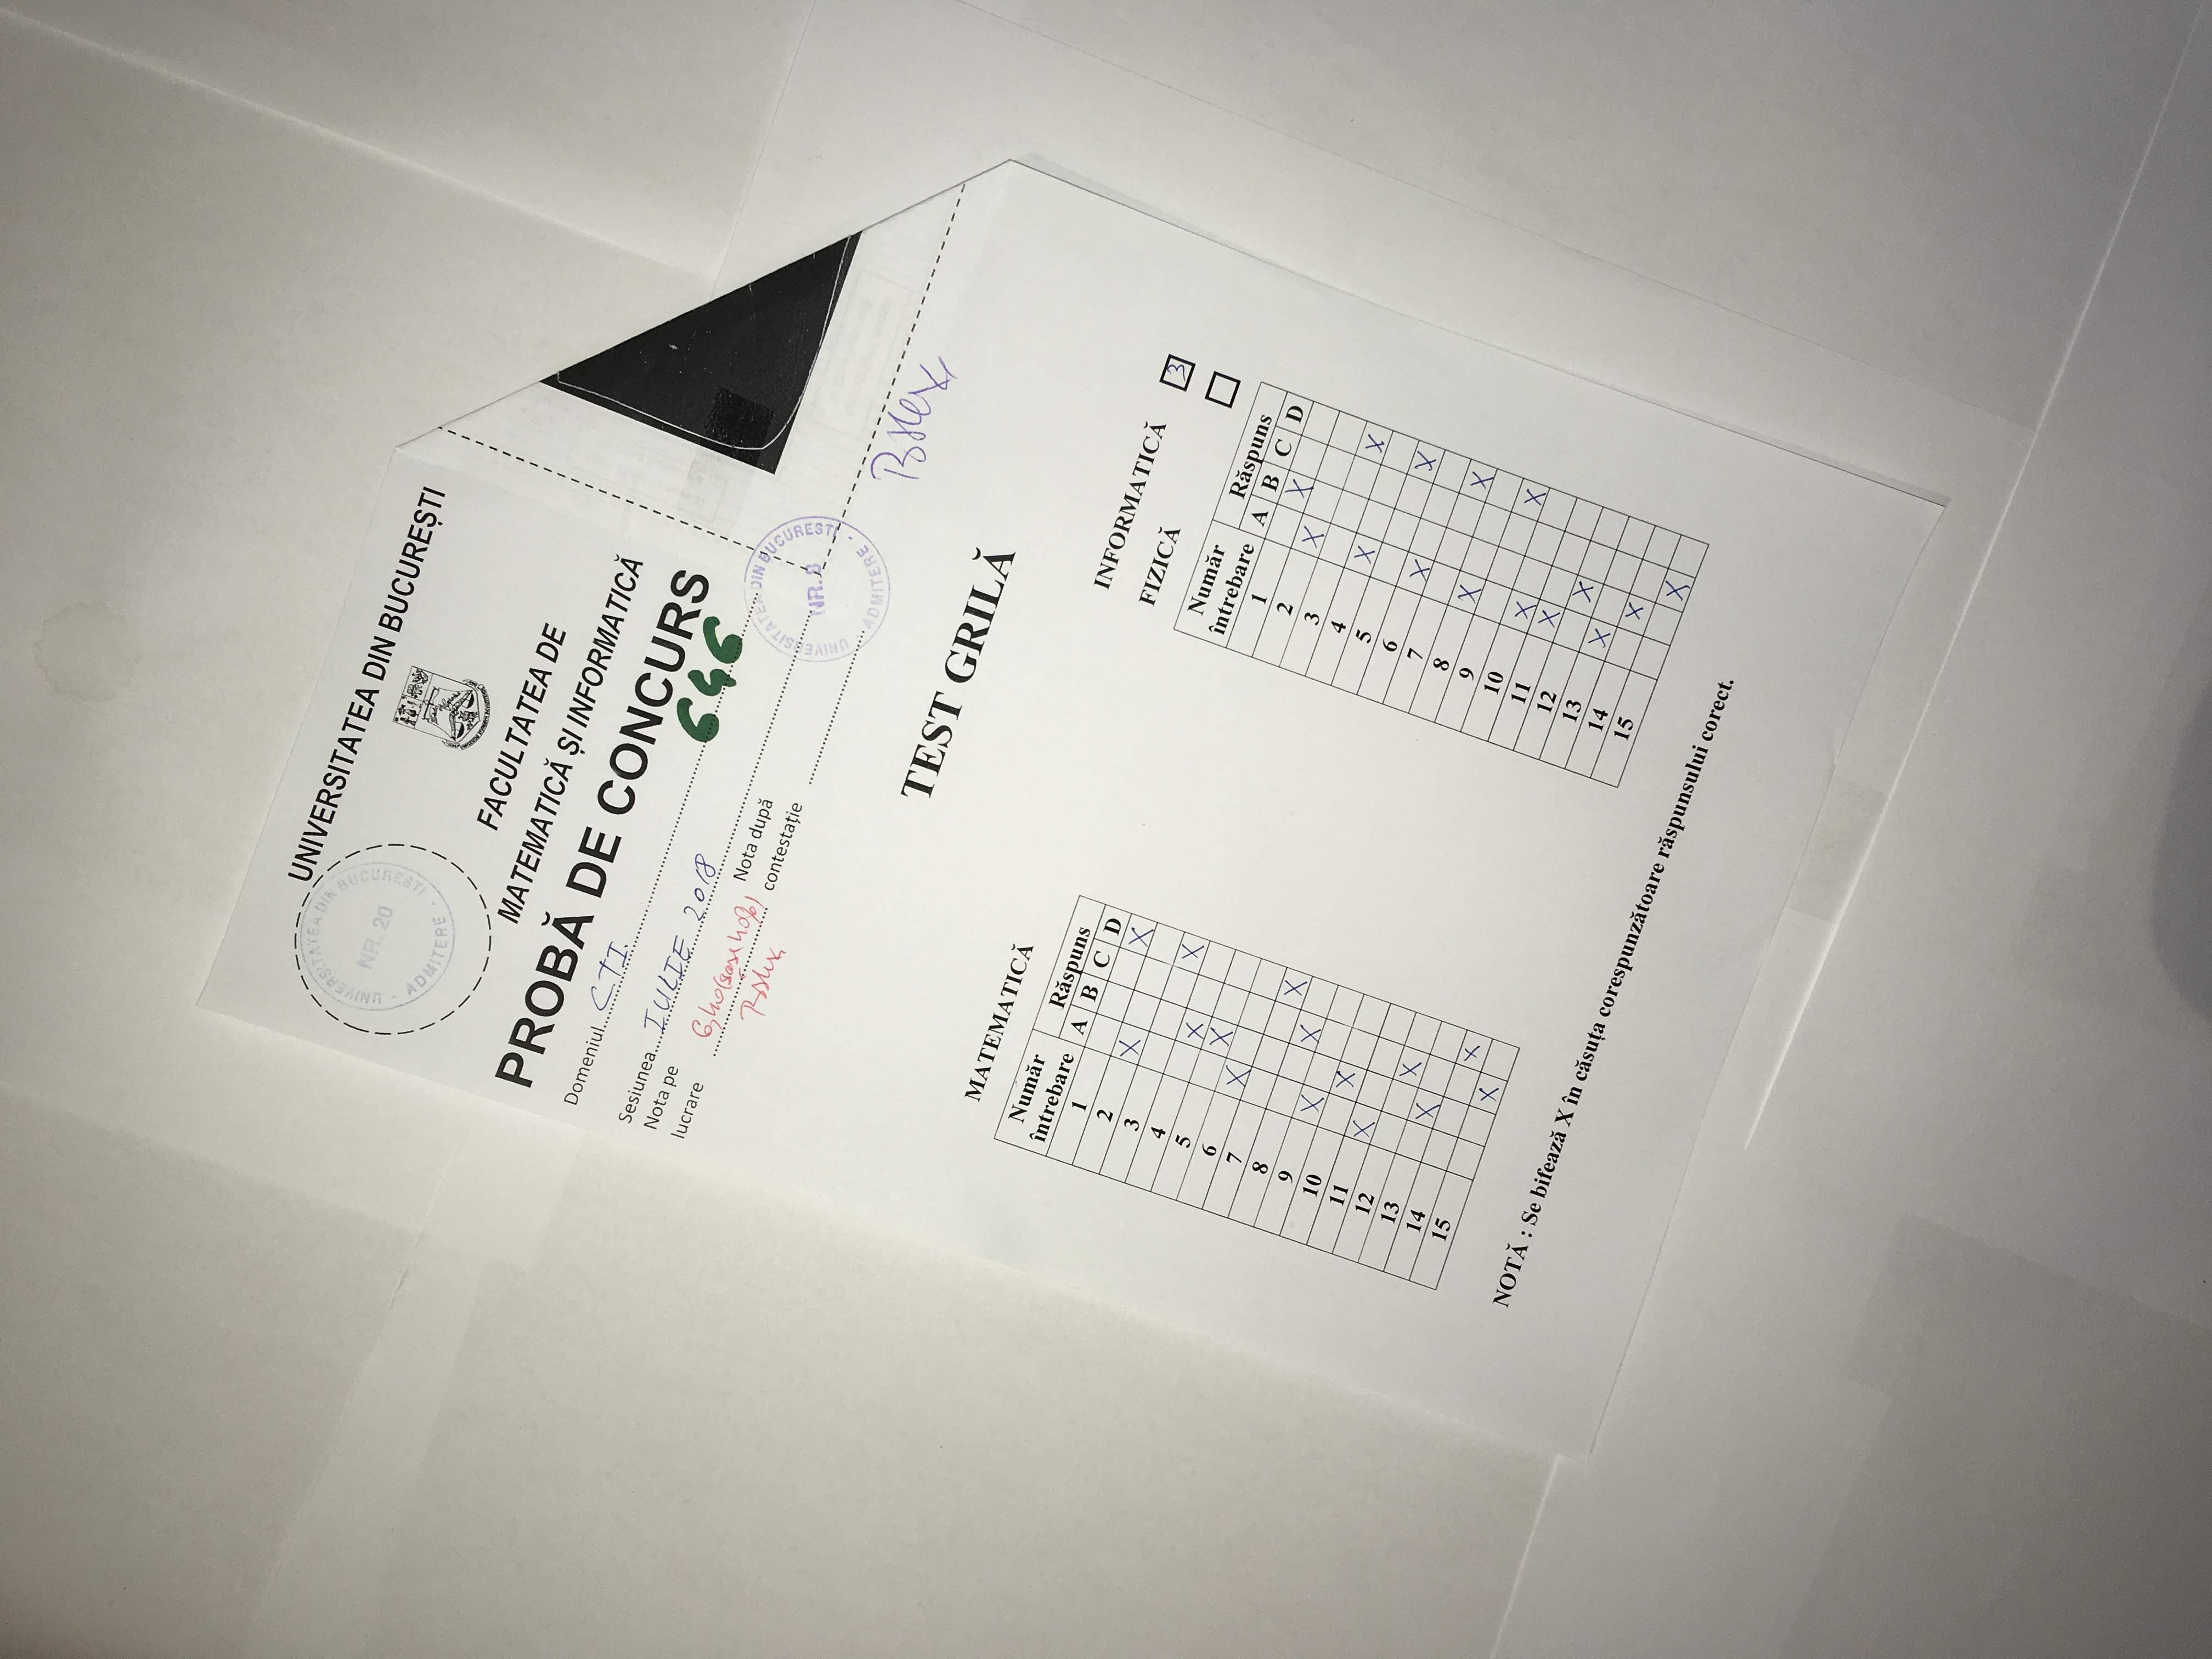 UNIVERSITATEA DIN BUCUREȘTI
UNIVERSITATEA DIN BUCUREȘTI
NR. 20
- ADMITERE -
FACULTATEA DE
MATEMATICĂ ȘI INFORMATICĂ
PROBĂ DE CONCURS
Domeniul...CTI...
646
Sesiunea...IULIE 2018...
Nota pe lucrare 6,40 (șase 40%) Nota după contestație
UNIVERSITATEA DIN BUCURESTI
NR. 8
- ADMITERE -
TEST GRILĂ
MATEMATICĂ
Număr întrebare Răspuns
A B C D
1 X
2 X
3 X
4 X
5 X
6 X
7 X
8 X
9 X
10 X
11 X
12 X
13 X
14 X
15 X
INFORMATICĂ 3
FIZICĂ
Număr întrebare Răspuns
A B C D
1 X
2 X
3 X
4 X
5 X
6 X
7 X
8 X
9 X
10 X
11 X
12 X
13 X
14 X
15 X
NOTĂ : Se bifează X în căsuța corespunzătoare răspunsului corect.